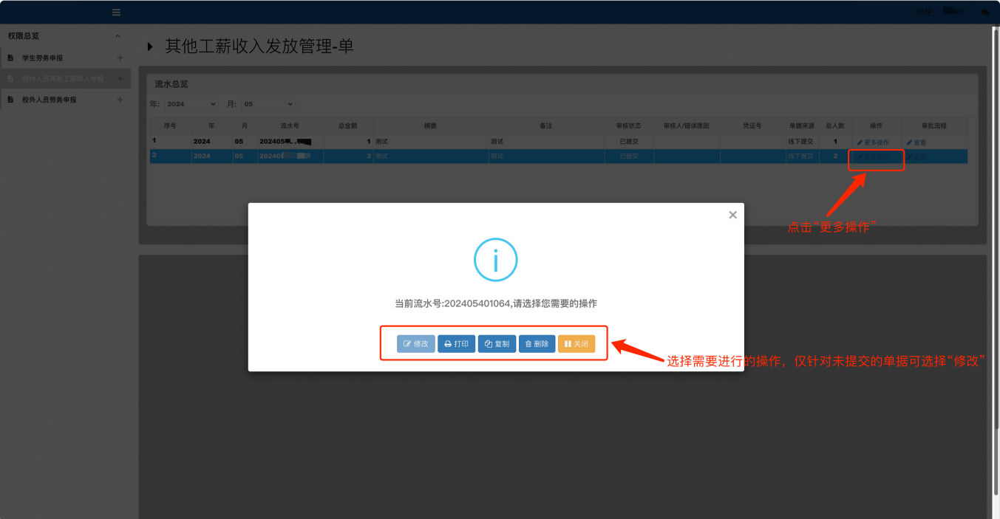 你好,
权限总览
其他工薪收入发放管理-单
学生劳务申报
校内人员其他工薪收入申报
校外人员劳务申报
流水总览
年: 2024 月: 05
序号 年 月 流水号 总金额 摘要 备注 审核状态 审核人/错误原因 凭证号 单据来源 总人数 操作 审批流程
1 2024 05 202405 1 测试 测试 已提交 线下提交 1 更多操作 查看
2 2024 05 20240 3 测试 测试 已提交 线下提交 2 更多操作 查看
点击“更多操作”
当前流水号:202405401064,请选择您需要的操作
修改 打印 复制 删除 关闭
选择需要进行的操作，仅针对未提交的单据可选择“修改”